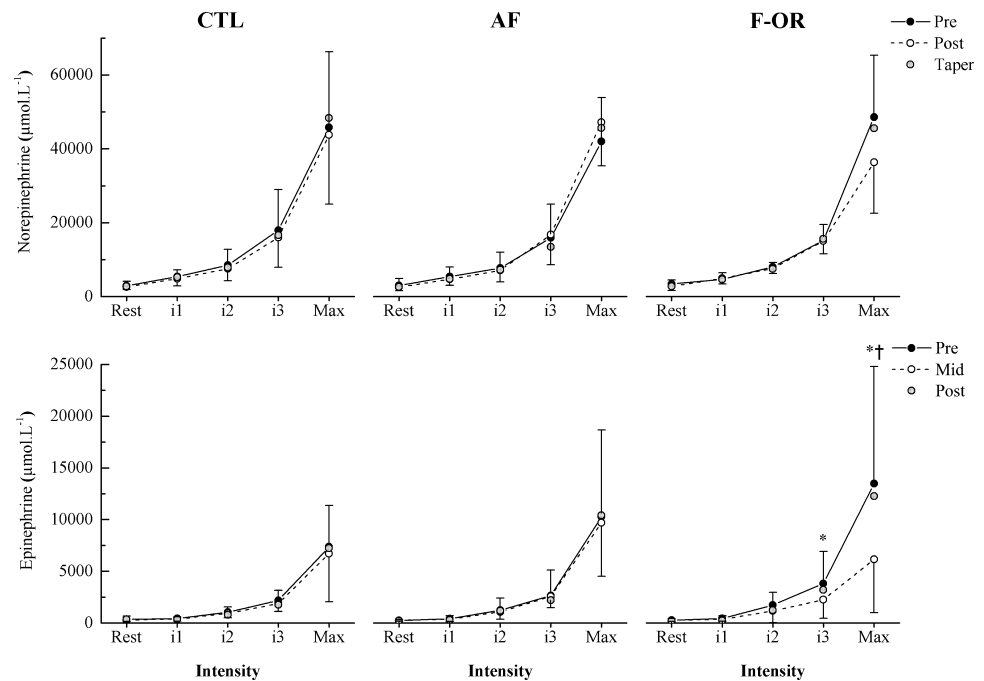 CTL AF F-OR
Pre
Post
Taper
Norepinephrine (µmol.L⁻¹)
60000
40000
20000
0
Rest i1 i2 i3 Max Rest i1 i2 i3 Max Rest i1 i2 i3 Max
*†
Pre
Mid
Post
Epinephrine (µmol.L⁻¹)
25000
20000
15000
10000
5000
0
*
Rest i1 i2 i3 Max Rest i1 i2 i3 Max Rest i1 i2 i3 Max
Intensity Intensity Intensity